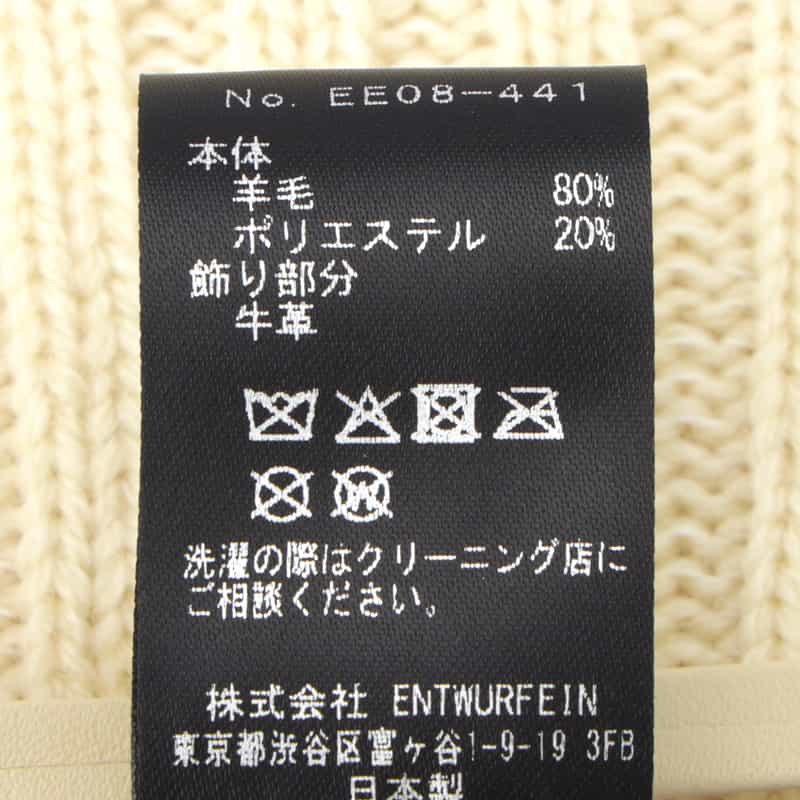 No. EE08-441
本体
羊毛 80%
ポリエステル 20%
飾り部分
牛革
W
洗濯の際はクリーニング店に
ご相談ください。
株式会社 ENTWURFEIN
東京都渋谷区富ヶ谷1-9-19 3FB
日本製